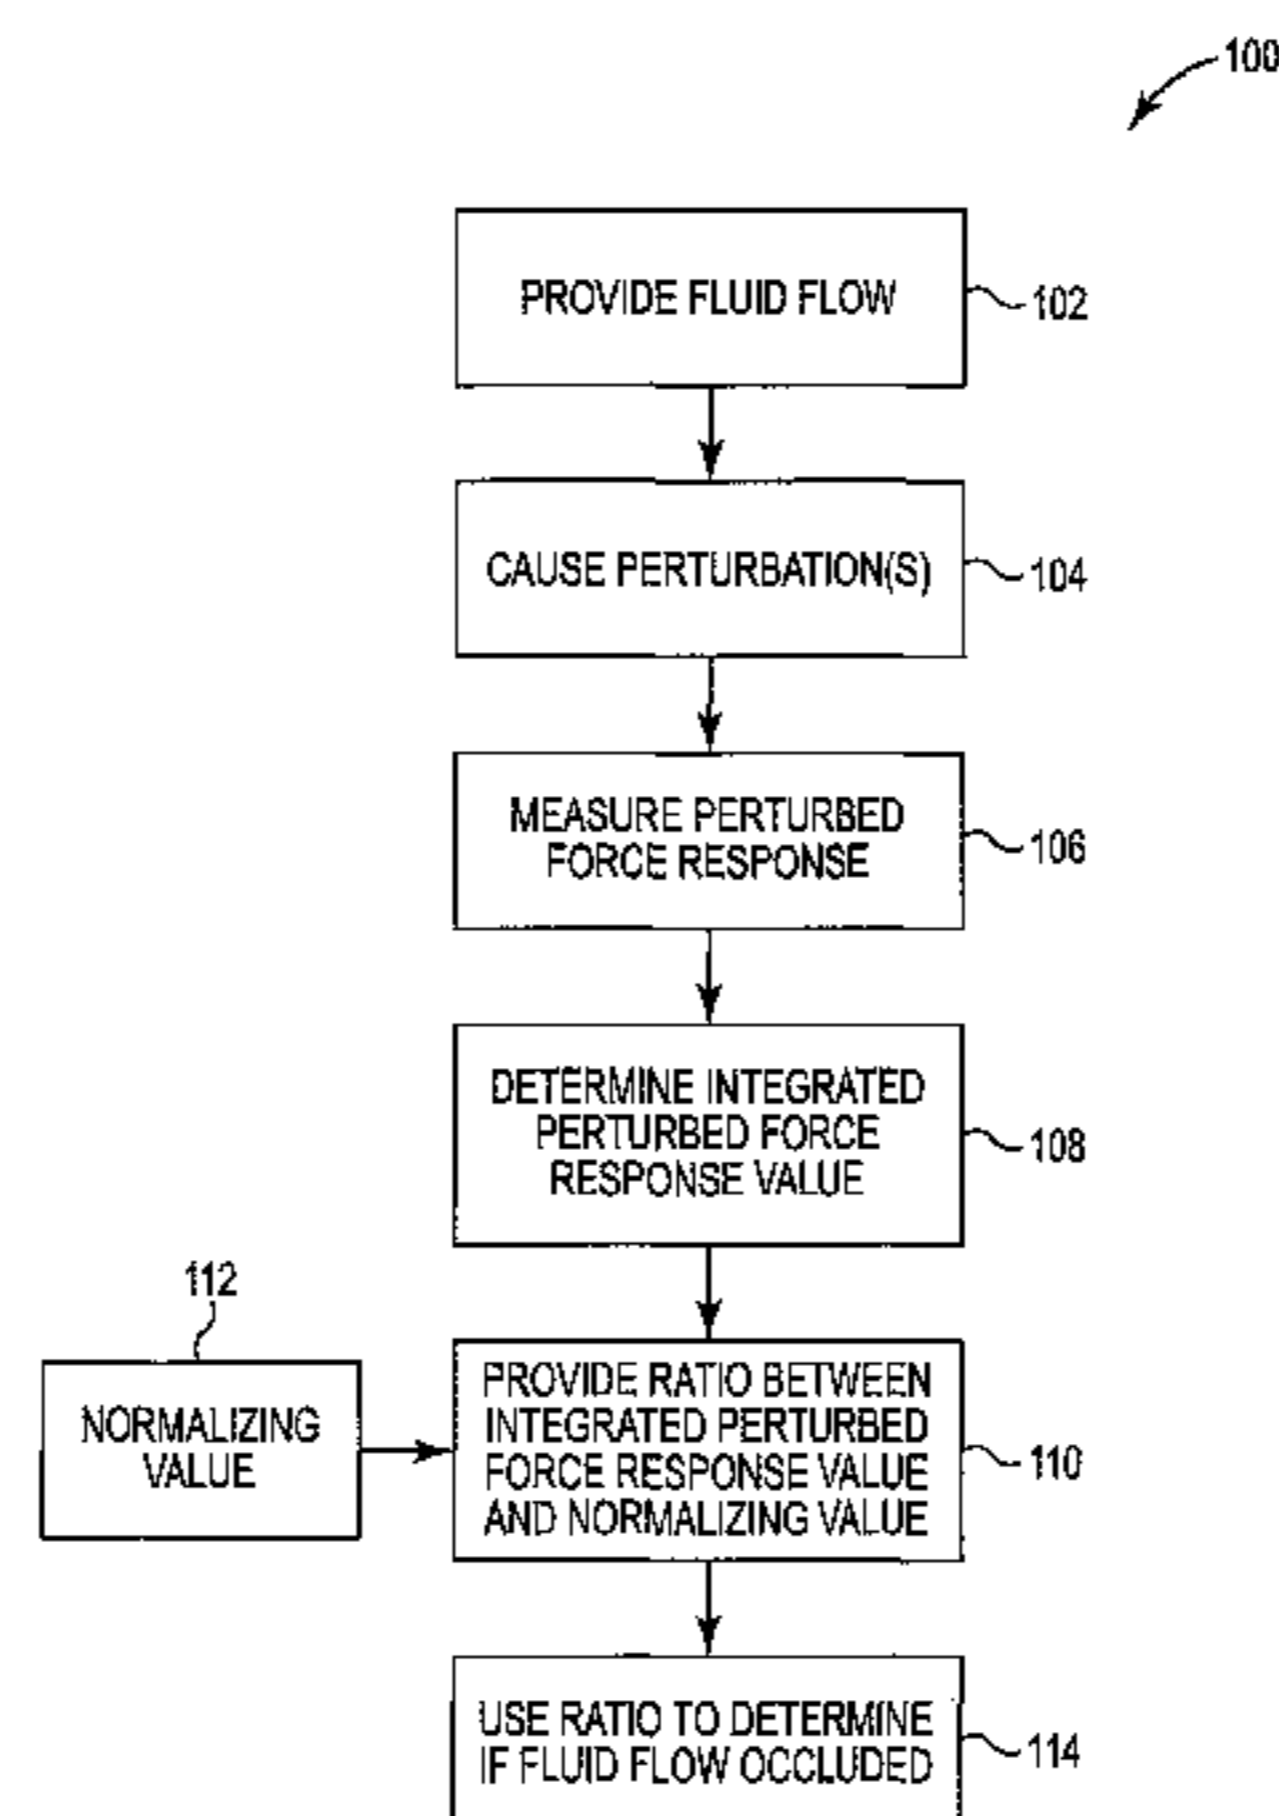 100
PROVIDE FLUID FLOW
102
CAUSE PERTURBATION(S)
104
MEASURE PERTURBED
FORCE RESPONSE
106
DETERMINE INTEGRATED
PERTURBED FORCE
RESPONSE VALUE
108
112
NORMALIZING
VALUE
PROVIDE RATIO BETWEEN
INTEGRATED PERTURBED
FORCE RESPONSE VALUE
AND NORMALIZING VALUE
110
USE RATIO TO DETERMINE
IF FLUID FLOW OCCLUDED
114